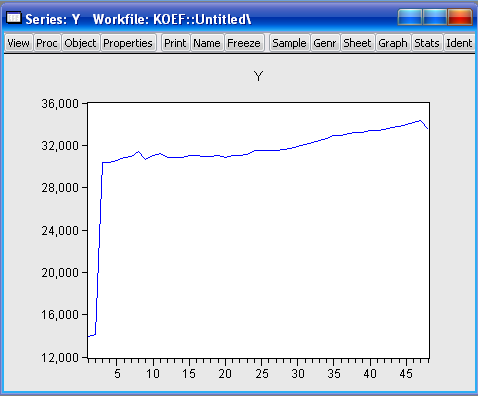 Series: Y Workfile: KOEF::Untitled\
View Proc Object Properties Print Name Freeze Sample Genr Sheet Graph Stats Ident
Y
36,000
32,000
28,000
24,000
20,000
16,000
12,000
5 10 15 20 25 30 35 40 45